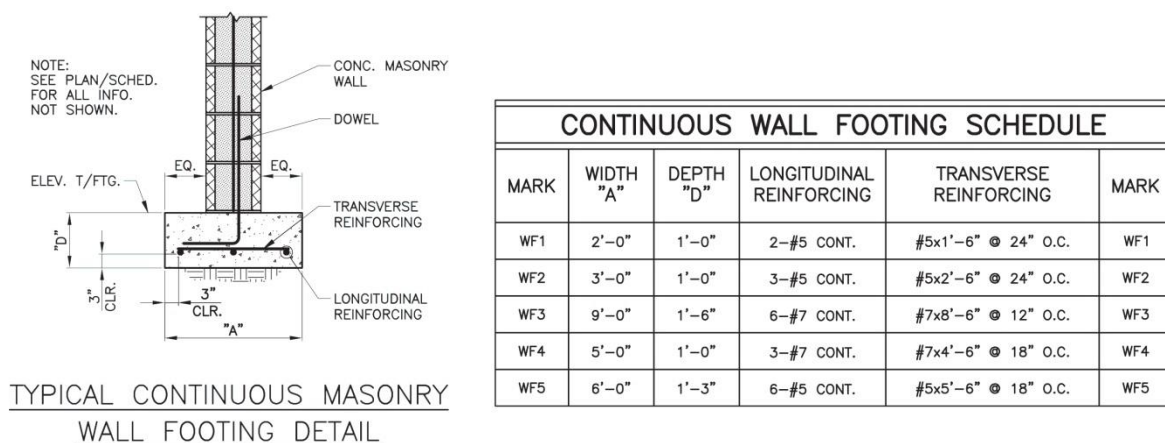 NOTE:
SEE PLAN/SCHED.
FOR ALL INFO.
NOT SHOWN.
CONC. MASONRY
WALL
DOWEL
EQ.
EQ.
ELEV. T/FTG.
TRANSVERSE
REINFORCING
"D"
3"
CLR.
3"
CLR.
LONGITUDINAL
REINFORCING
"A"
TYPICAL CONTINUOUS MASONRY
WALL FOOTING DETAIL
CONTINUOUS WALL FOOTING SCHEDULE
MARK WIDTH "A" DEPTH "D" LONGITUDINAL REINFORCING TRANSVERSE REINFORCING MARK
WF1 2'-0" 1'-0" 2-#5 CONT. #5x1'-6" @ 24" O.C. WF1
WF2 3'-0" 1'-0" 3-#5 CONT. #5x2'-6" @ 24" O.C. WF2
WF3 9'-0" 1'-6" 6-#7 CONT. #7x8'-6" @ 12" O.C. WF3
WF4 5'-0" 1'-0" 3-#7 CONT. #7x4'-6" @ 18" O.C. WF4
WF5 6'-0" 1'-3" 6-#5 CONT. #5x5'-6" @ 18" O.C. WF5